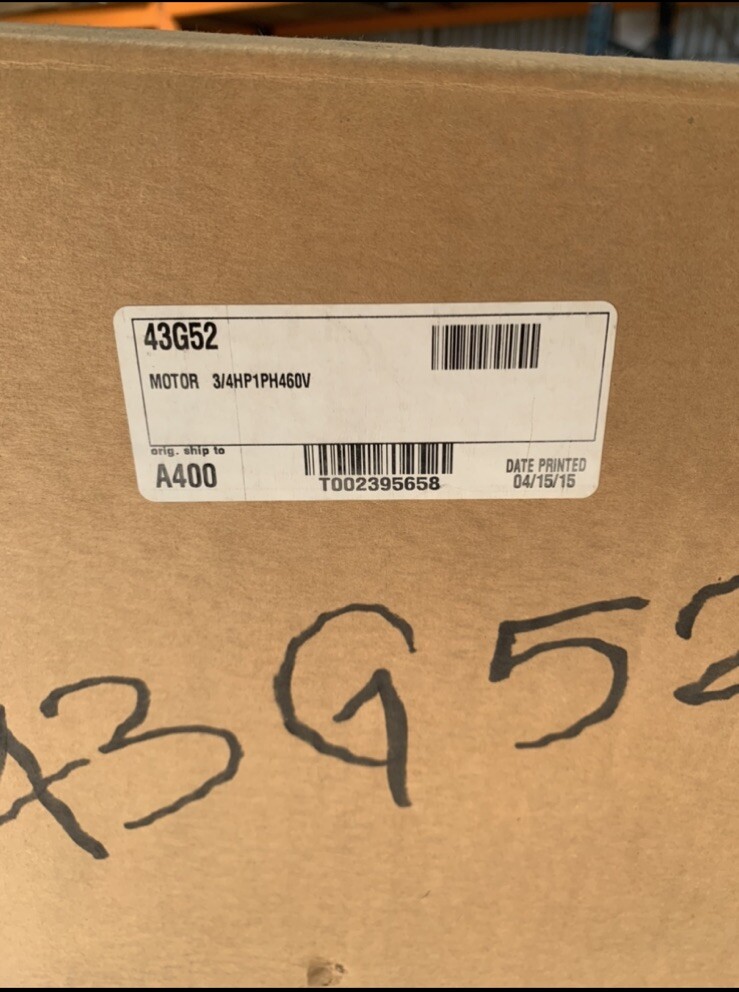 43G52
MOTOR 3/4HP1PH460V
orig. ship to
A400
T002395658
DATE PRINTED
04/15/15
43G52